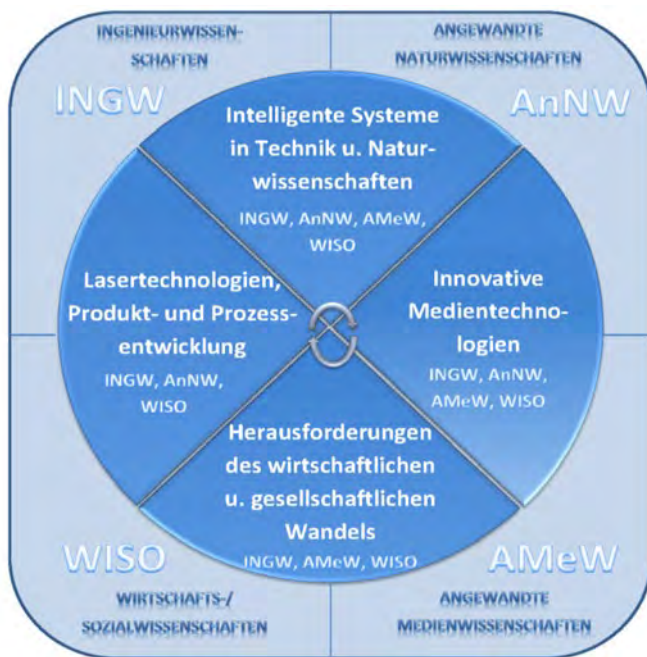 INGENIEURWISSEN-
SCHAFTEN
INGW
ANGEWANDTE
NATURWISSENSCHAFTEN
AnNW
Intelligente Systeme
in Technik u. Natur-
wissenschaften
INGW, AnNW, AMeW,
WISO
Lasertechnologien,
Produkt- und Prozess-
entwicklung
INGW, AnNW,
WISO
Innovative
Medientechno-
logien
INGW, AnNW,
AMeW, WISO
Herausforderungen
des wirtschaftlichen
u. gesellschaftlichen
Wandels
INGW, AMeW, WISO
WISO
WIRTSCHAFTS-/
SOZIALWISSENSCHAFTEN
AMeW
ANGEWANDTE
MEDIENWISSENSCHAFTEN